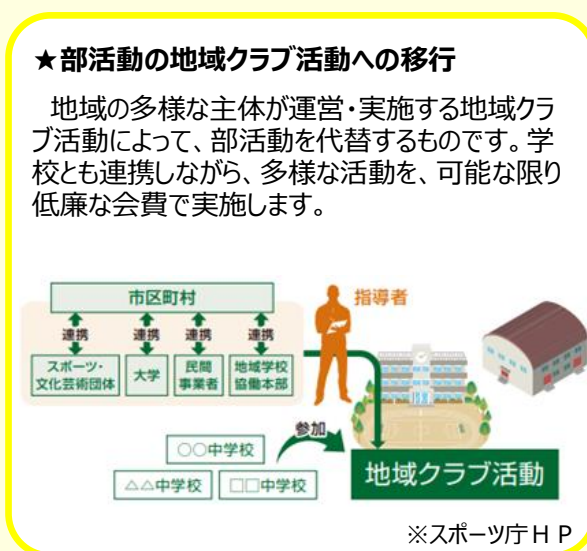 ★部活動の地域クラブ活動への移行
地域の多様な主体が運営・実施する地域クラ
ブ活動によって、部活動を代替するものです。学
校とも連携しながら、多様な活動を、可能な限り
低廉な会費で実施します。
市区町村
連携 連携 連携 連携
スポーツ・
文化芸術団体
大学
民間
事業者
地域学校
協働本部
指導者
参加
○○中学校
△△中学校 □□中学校
地域クラブ活動
※スポーツ庁HP